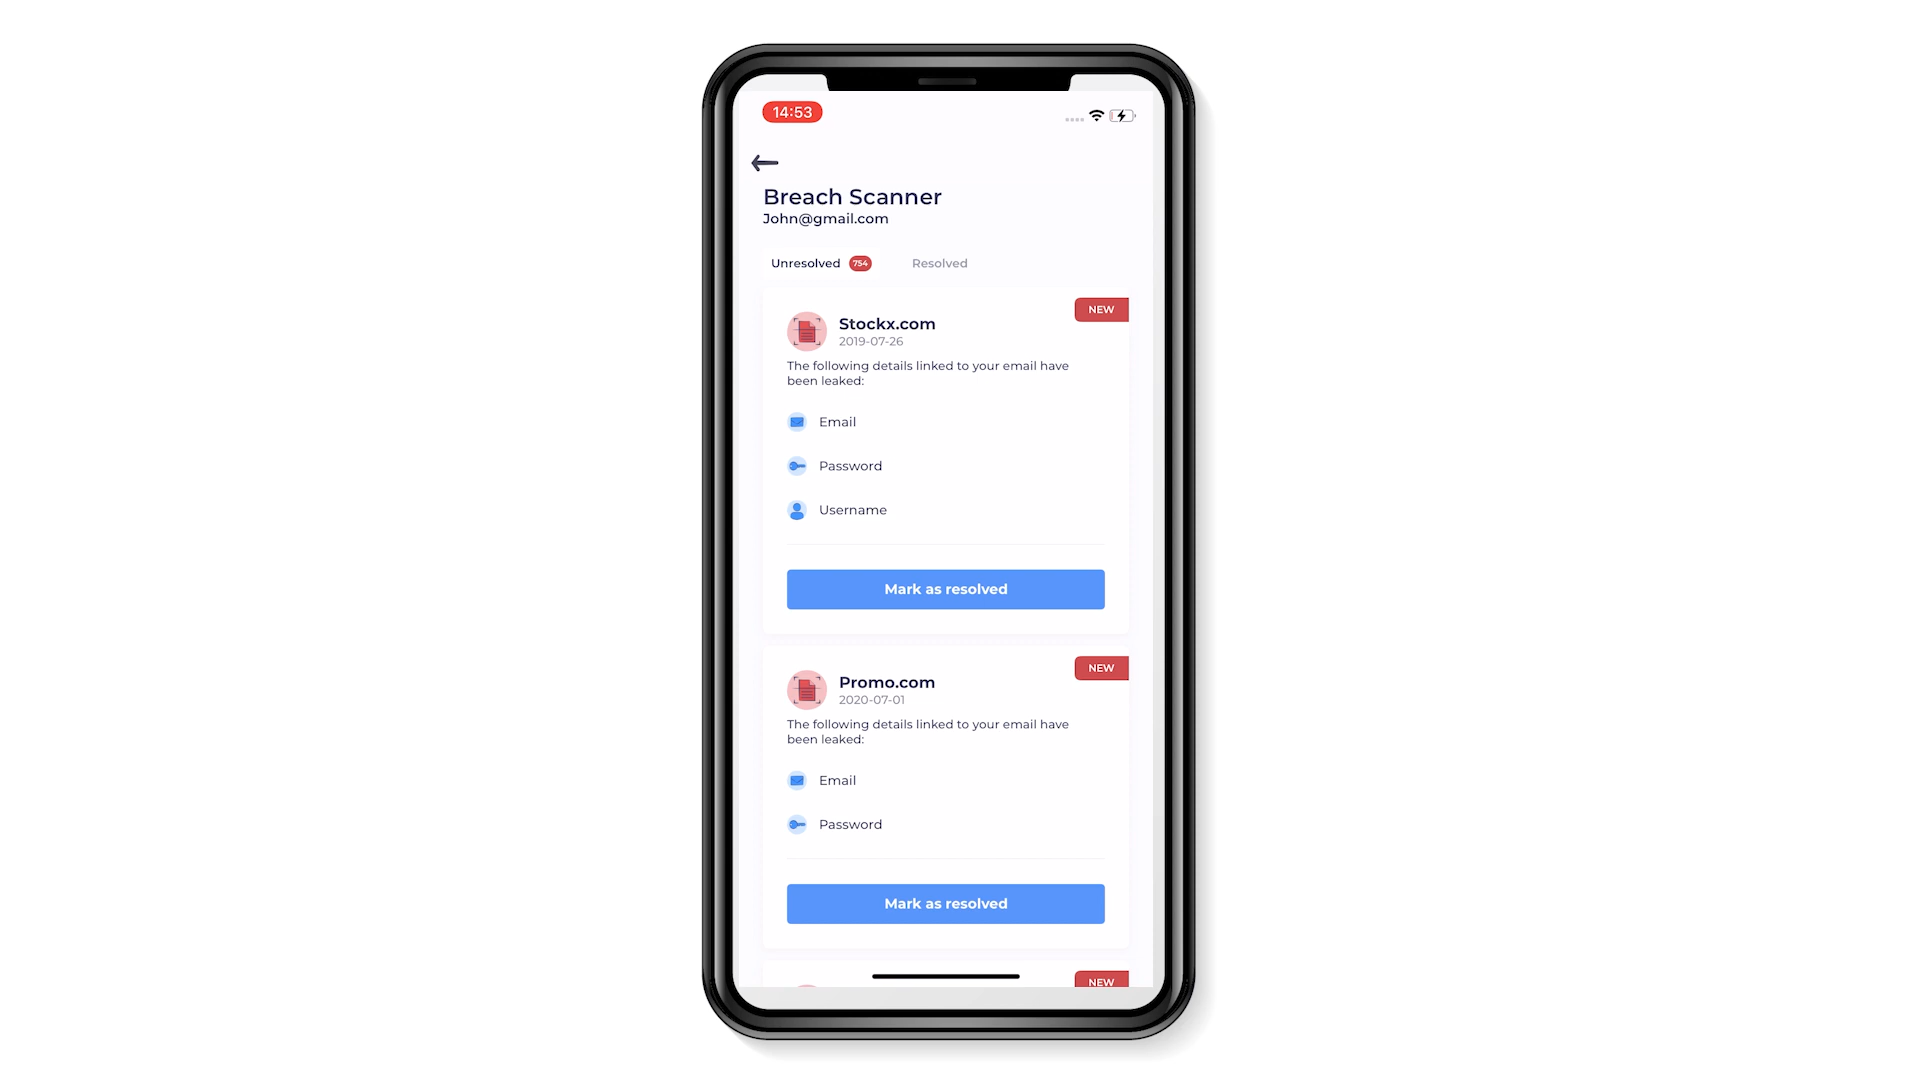 14:53
Breach Scanner
John@gmail.com
Unresolved 754 Resolved
NEW
Stockx.com
2019-07-26
The following details linked to your email have
been leaked:
Email
Password
Username
Mark as resolved
NEW
Promo.com
2020-07-01
The following details linked to your email have
been leaked:
Email
Password
Mark as resolved
NEW